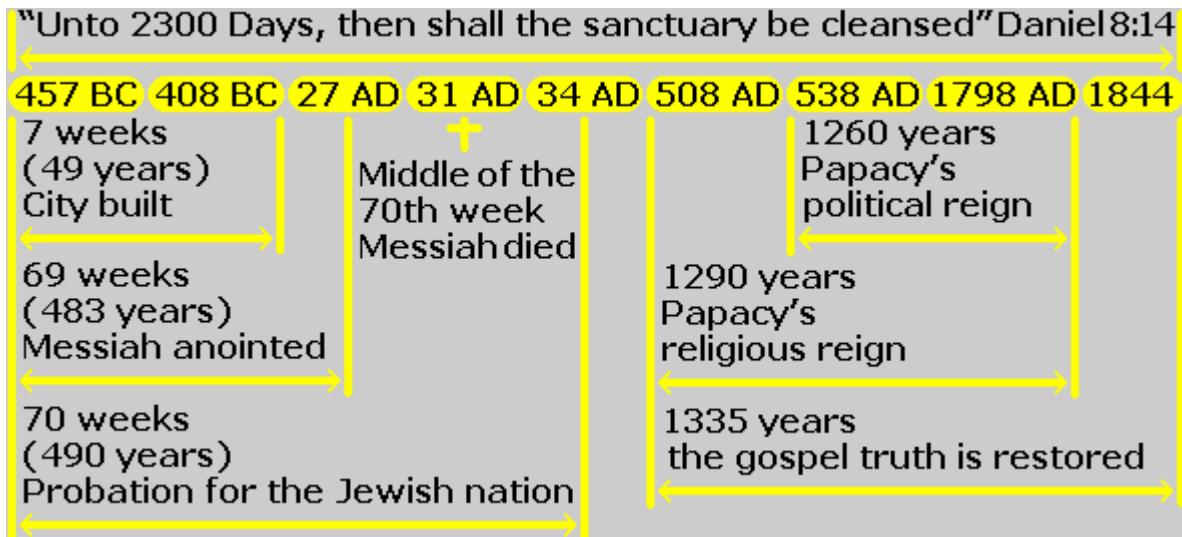 “Unto 2300 Days, then shall the sanctuary be cleansed” Daniel 8:14
457 BC 408 BC 27 AD 31 AD 34 AD 508 AD 538 AD 1798 AD 1844
7 weeks
(49 years)
City built
Middle of the
70th week
Messiah died
1260 years
Papacy’s
political reign
69 weeks
(483 years)
Messiah anointed
1290 years
Papacy’s
religious reign
70 weeks
(490 years)
Probation for the Jewish nation
1335 years
the gospel truth is restored